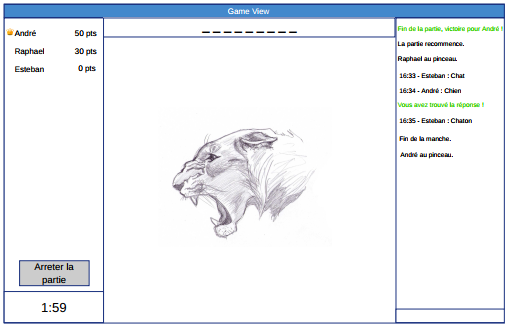 Game View
André 50 pts
Raphael 30 pts
Esteban 0 pts
Arreter la
partie
1:59
_ _ _ _ _ _ _ _ _
Fin de la partie, victoire pour André !
La partie recommence.
Raphael au pinceau.
16:33 - Esteban : Chat
16:34 - André : Chien
Vous avez trouvé la réponse !
16:35 - Esteban : Chaton
Fin de la manche.
André au pinceau.